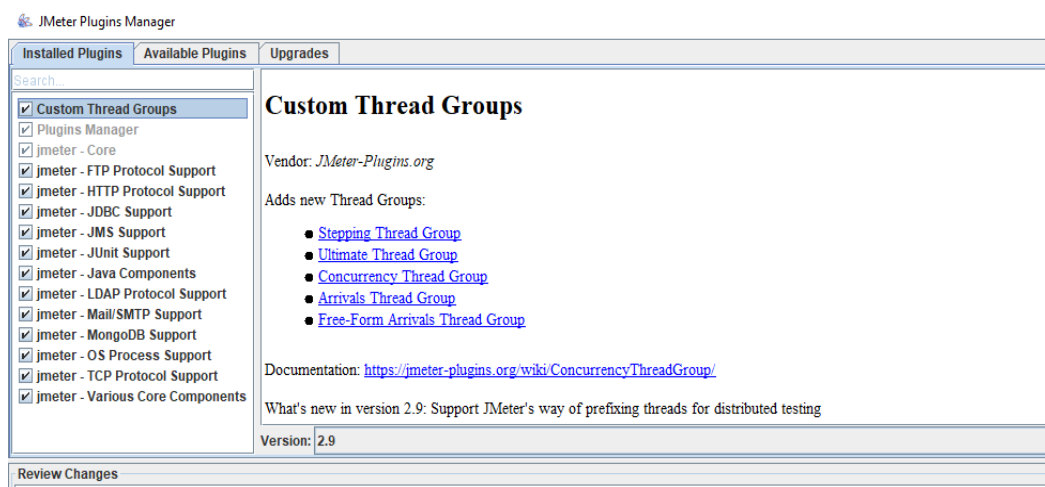 JMeter Plugins Manager
Installed Plugins
Available Plugins
Upgrades
Search...
Custom Thread Groups
Plugins Manager
jmeter - Core
jmeter - FTP Protocol Support
jmeter - HTTP Protocol Support
jmeter - JDBC Support
jmeter - JMS Support
jmeter - JUnit Support
jmeter - Java Components
jmeter - LDAP Protocol Support
jmeter - Mail/SMTP Support
jmeter - MongoDB Support
jmeter - OS Process Support
jmeter - TCP Protocol Support
jmeter - Various Core Components
Custom Thread Groups
Vendor: JMeter-Plugins.org
Adds new Thread Groups:
Stepping Thread Group
Ultimate Thread Group
Concurrency Thread Group
Arrivals Thread Group
Free-Form Arrivals Thread Group
Documentation: https://jmeter-plugins.org/wiki/ConcurrencyThreadGroup/
What's new in version 2.9: Support JMeter's way of prefixing threads for distributed testing
Version: 2.9
Review Changes